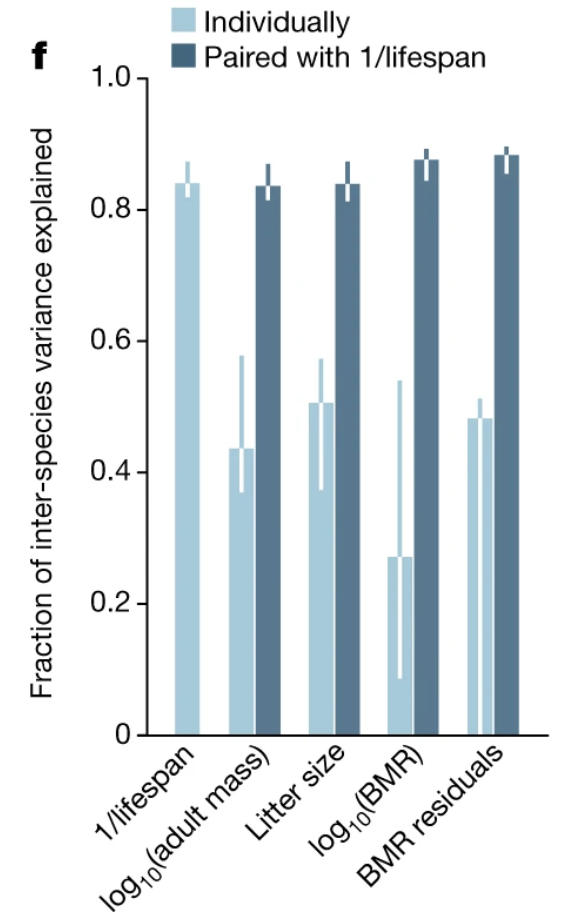 Individually
f
Paired with 1/lifespan
1.0
0.8
0.6
0.4
0.2
0
Fraction of inter-species variance explained
1/lifespan
log₁₀(adult mass)
Litter size
log₁₀(BMR)
BMR residuals